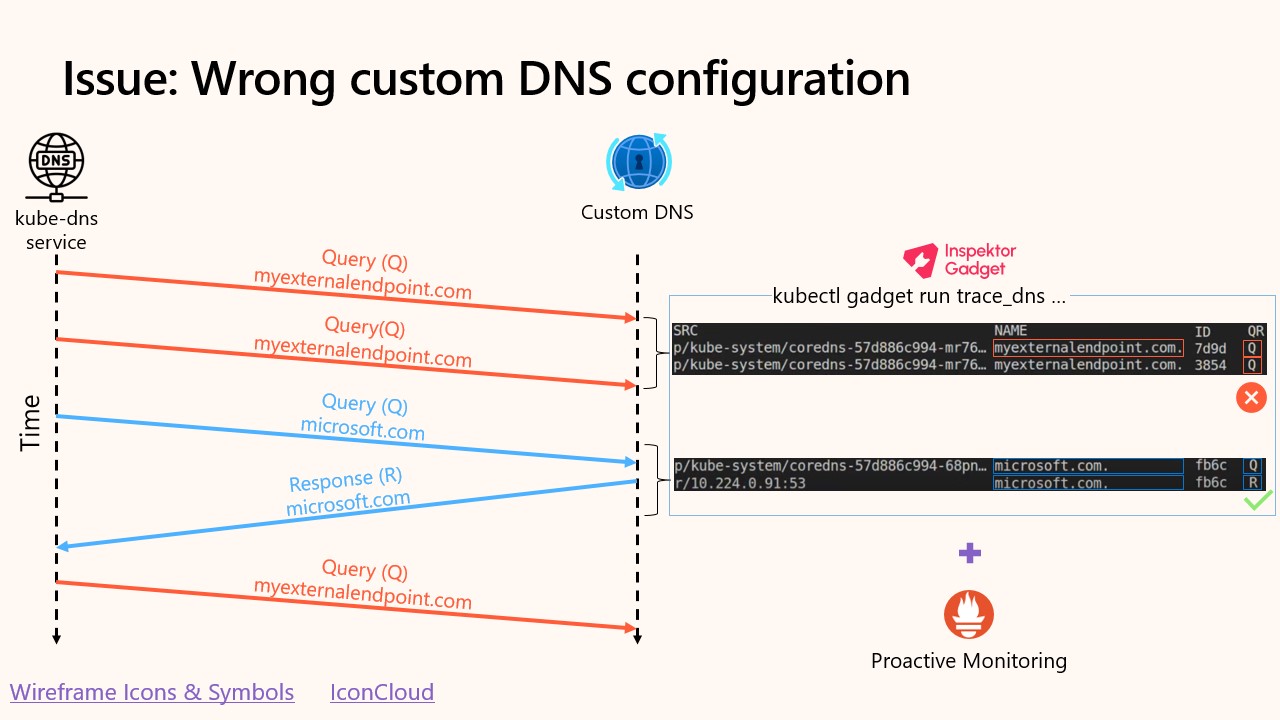 Issue: Wrong custom DNS configuration
DNS
kube-dns
service
Custom DNS
Query (Q)
myexternalendpoint.com
Query(Q)
myexternalendpoint.com
Time
Query (Q)
microsoft.com
Response (R)
microsoft.com
Query (Q)
myexternalendpoint.com
Inspektor
Gadget
kubectl gadget run trace_dns ...
SRC NAME ID QR
p/kube-system/coredns-57d886c994-mr76… myexternalendpoint.com. 7d9d Q
p/kube-system/coredns-57d886c994-mr76… myexternalendpoint.com. 3854 Q
p/kube-system/coredns-57d886c994-68pn… microsoft.com. fb6c Q
r/10.224.0.91:53 microsoft.com. fb6c R
Proactive Monitoring
Wireframe Icons & Symbols IconCloud